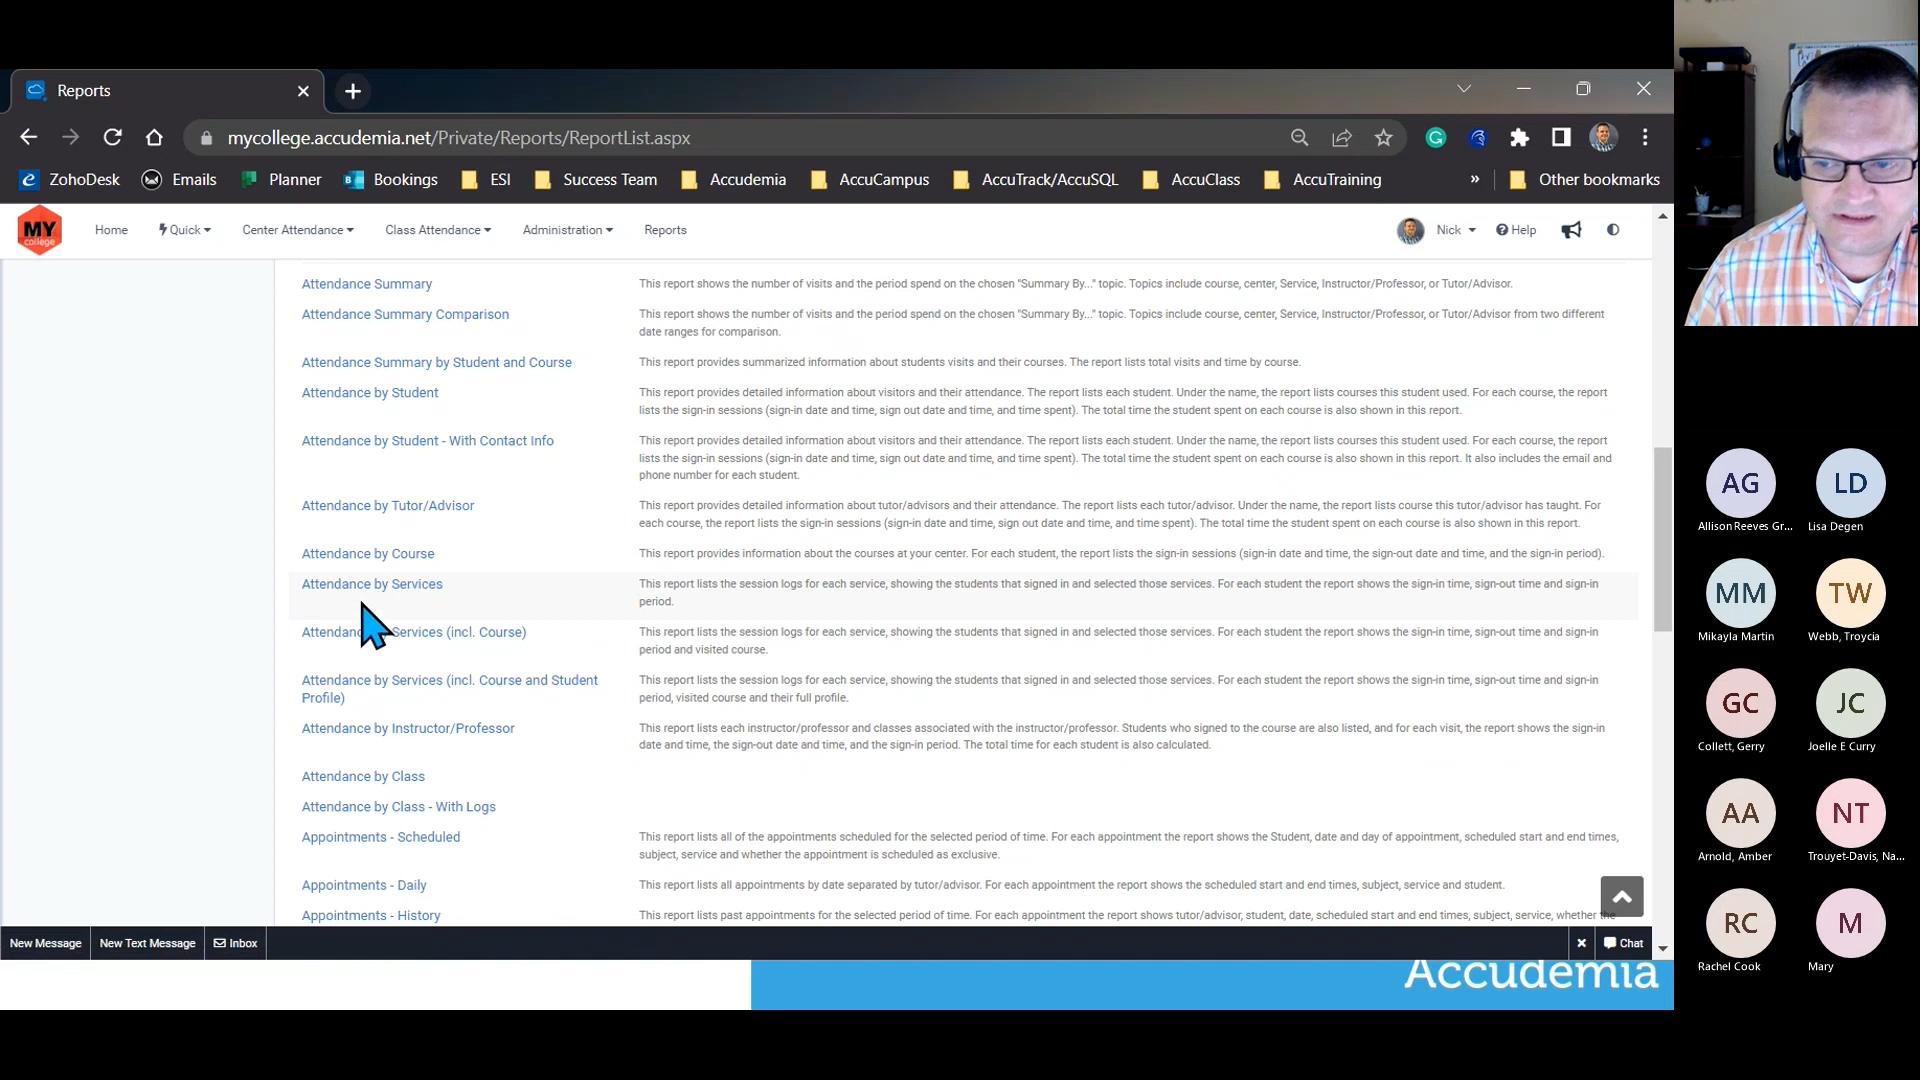 Reports
mycollege.accudemia.net/Private/Reports/ReportList.aspx
ZohoDesk
Emails
Planner
Bookings
ESI
Success Team
Accudemia
AccuCampus
AccuTrack/AccuSQL
AccuClass
AccuTraining
»
Other bookmarks
MY
college
Home
Quick
Center Attendance
Class Attendance
Administration
Reports
Nick
Help
Attendance Summary
This report shows the number of visits and the period spend on the chosen "Summary By..." topic. Topics include course, center, Service, Instructor/Professor, or Tutor/Advisor.
Attendance Summary Comparison
This report shows the number of visits and the period spend on the chosen "Summary By..." topic. Topics include course, center, Service, Instructor/Professor, or Tutor/Advisor from two different
date ranges for comparison.
Attendance Summary by Student and Course
This report provides summarized information about students visits and their courses. The report lists total visits and time by course.
Attendance by Student
This report provides detailed information about visitors and their attendance. The report lists each student. Under the name, the report lists courses this student used. For each course, the report
lists the sign-in sessions (sign-in date and time, sign out date and time, and time spent). The total time the student spent on each course is also shown in this report.
Attendance by Student - With Contact Info
This report provides detailed information about visitors and their attendance. The report lists each student. Under the name, the report lists courses this student used. For each course, the report
lists the sign-in sessions (sign-in date and time, sign out date and time, and time spent). The total time the student spent on each course is also shown in this report. It also includes the email and
phone number for each student.
Attendance by Tutor/Advisor
This report provides detailed information about tutor/advisors and their attendance. The report lists each tutor/advisor. Under the name, the report lists course this tutor/advisor has taught. For
each course, the report lists the sign-in sessions (sign-in date and time, sign out date and time, and time spent). The total time the student spent on each course is also shown in this report.
Attendance by Course
This report provides information about the courses at your center. For each student, the report lists the sign-in sessions (sign-in date and time, the sign-out date and time, and the sign-in period).
Attendance by Services
This report lists the session logs for each service, showing the students that signed in and selected those services. For each student the report shows the sign-in time, sign-out time and sign-in
period.
Attendan Services (incl. Course)
This report lists the session logs for each service, showing the students that signed in and selected those services. For each student the report shows the sign-in time, sign-out time and sign-in
period and visited course.
Attendance by Services (incl. Course and Student
Profile)
This report lists the session logs for each service, showing the students that signed in and selected those services. For each student the report shows the sign-in time, sign-out time and sign-in
period, visited course and their full profile.
Attendance by Instructor/Professor
This report lists each instructor/professor and classes associated with the instructor/professor. Students who signed to the course are also listed, and for each visit, the report shows the sign-in
date and time, the sign-out date and time, and the sign-in period. The total time for each student is also calculated.
Attendance by Class
Attendance by Class - With Logs
Appointments - Scheduled
This report lists all of the appointments scheduled for the selected period of time. For each appointment the report shows the Student, date and day of appointment, scheduled start and end times,
subject, service and whether the appointment is scheduled as exclusive.
Appointments - Daily
This report lists all appointments by date separated by tutor/advisor. For each appointment the report shows the scheduled start and end times, subject, service and student.
Appointments - History
This report lists past appointments for the selected period of time. For each appointment the report shows tutor/advisor, student, date, scheduled start and end times, subject, service, whether the
New Message
New Text Message
Inbox
Chat
Accudemia
AG
Allison Reeves Gr...
LD
Lisa Degen
MM
Mikayla Martin
TW
Webb, Troycia
GC
Collett, Gerry
JC
Joelle E Curry
AA
Arnold, Amber
NT
Trouyet-Davis, Na...
RC
Rachel Cook
M
Mary